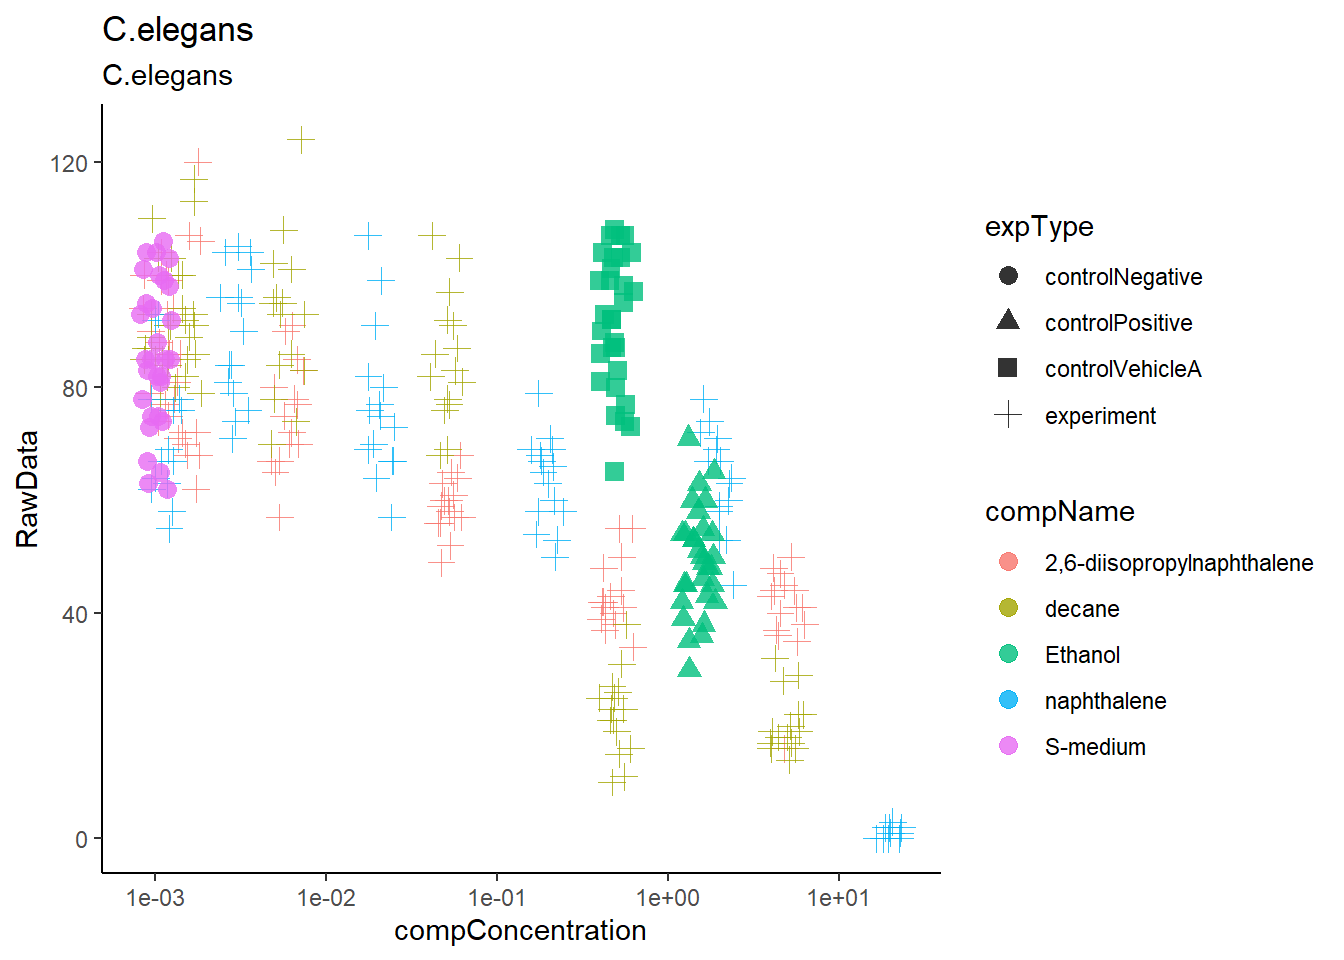 C.elegans
C.elegans
RawData
120
80
40
0
1e-03 1e-02 1e-01 1e+00 1e+01
compConcentration
expType
controlNegative
controlPositive
controlVehicleA
experiment
compName
2,6-diisopropylnaphthalene
decane
Ethanol
naphthalene
S-medium